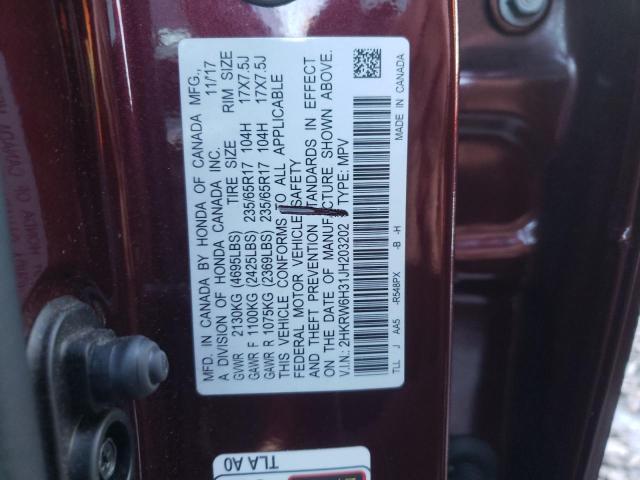 MFD. IN CANADA BY HONDA OF CANADA MFG.,
A DIVISION OF HONDA CANADA INC. 11/17
TIRE SIZE RIM SIZE
GVWR 2130KG (4695LBS)
GAWR F 1100KG (2425LBS) 235/65R17 104H 17X7.5J
GAWR R 1075KG (2369LBS) 235/65R17 104H 17X7.5J
THIS VEHICLE CONFORMS TO ALL APPLICABLE
FEDERAL MOTOR VEHICLE SAFETY
AND THEFT PREVENTION STANDARDS IN EFFECT
ON THE DATE OF MANUFACTURE SHOWN ABOVE.
V.I.N.: 2HKRW6H31JH203202 TYPE: MPV
TLL J AA5 -R548PX -B -H MADE IN CANADA
TLA A0